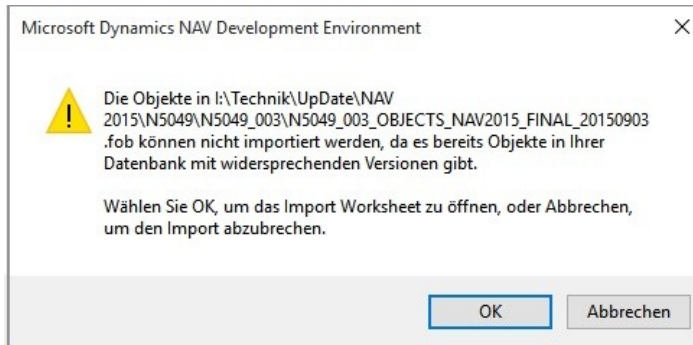 Microsoft Dynamics NAV Development Environment
Die Objekte in I:\Technik\UpDate\NAV
2015\N5049\N5049_003\N5049_003_OBJECTS_NAV2015_FINAL_20150903
.fob können nicht importiert werden, da es bereits Objekte in Ihrer
Datenbank mit widersprechenden Versionen gibt.
Wählen Sie OK, um das Import Worksheet zu öffnen, oder Abbrechen,
um den Import abzubrechen.
OK
Abbrechen